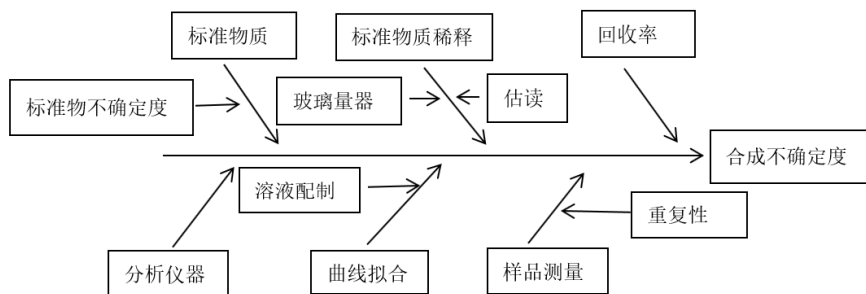 标准物质
标准物质稀释
回收率
标准物不确定度
玻璃量器
估读
合成不确定度
溶液配制
重复性
分析仪器
曲线拟合
样品测量